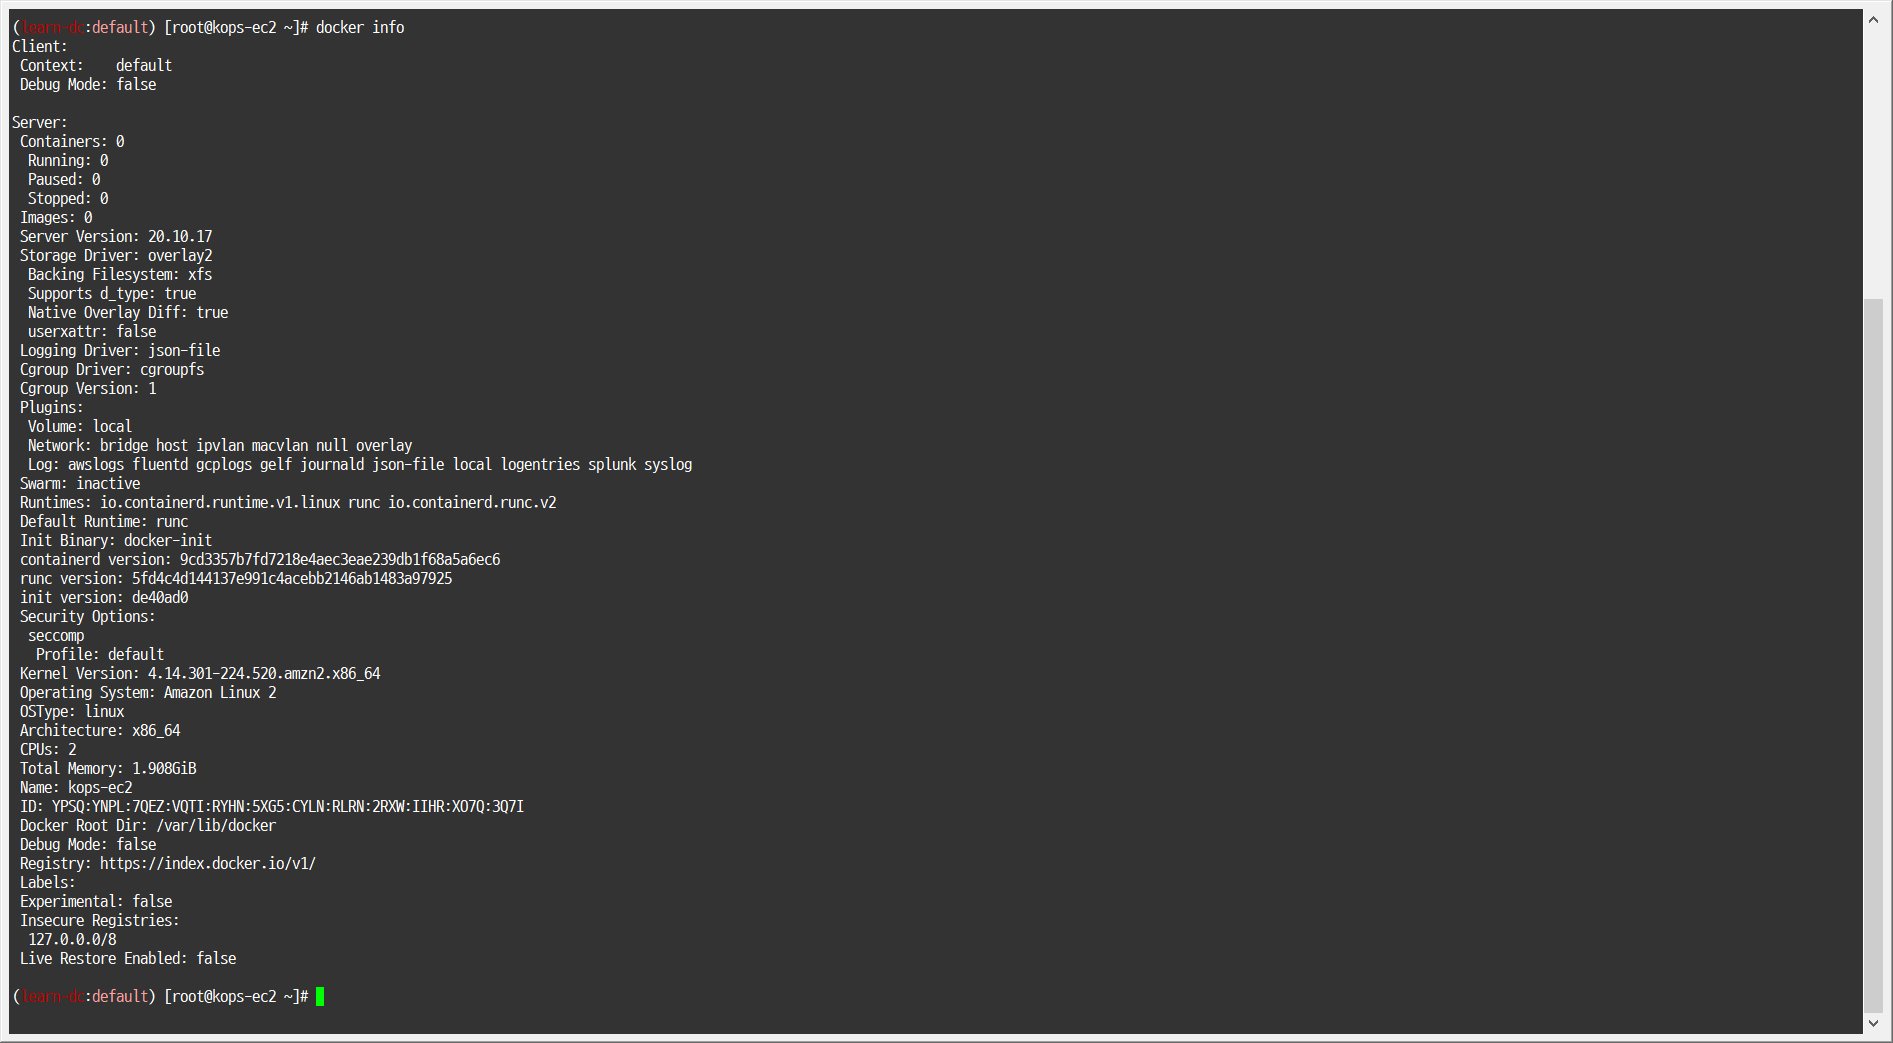 (learn-dc:default) [root@kops-ec2 ~]# docker info
Client:
 Context:    default
 Debug Mode: false

Server:
 Containers: 0
  Running: 0
  Paused: 0
  Stopped: 0
 Images: 0
 Server Version: 20.10.17
 Storage Driver: overlay2
  Backing Filesystem: xfs
  Supports d_type: true
  Native Overlay Diff: true
  userxattr: false
 Logging Driver: json-file
 Cgroup Driver: cgroupfs
 Cgroup Version: 1
 Plugins:
  Volume: local
  Network: bridge host ipvlan macvlan null overlay
  Log: awslogs fluentd gcplogs gelf journald json-file local logentries splunk syslog
 Swarm: inactive
 Runtimes: io.containerd.runtime.v1.linux runc io.containerd.runc.v2
 Default Runtime: runc
 Init Binary: docker-init
 containerd version: 9cd3357b7fd7218e4aec3eae239db1f68a5a6ec6
 runc version: 5fd4c4d144137e991c4acebb2146ab1483a97925
 init version: de40ad0
 Security Options:
  seccomp
   Profile: default
 Kernel Version: 4.14.301-224.520.amzn2.x86_64
 Operating System: Amazon Linux 2
 OSType: linux
 Architecture: x86_64
 CPUs: 2
 Total Memory: 1.908GiB
 Name: kops-ec2
 ID: YPSQ:YNPL:7QEZ:VQTI:RYHN:5XG5:CYLN:RLRN:2RXW:IIHR:XO7Q:3Q7I
 Docker Root Dir: /var/lib/docker
 Debug Mode: false
 Registry: https://index.docker.io/v1/
 Labels:
 Experimental: false
 Insecure Registries:
  127.0.0.0/8
 Live Restore Enabled: false

(learn-dc:default) [root@kops-ec2 ~]#